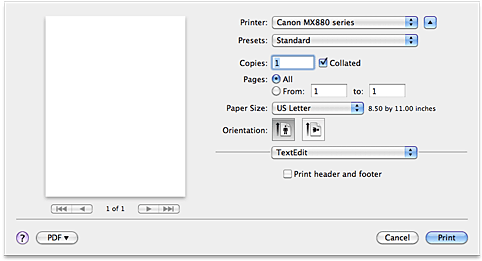 Printer: Canon MX880 series
Presets: Standard
Copies: 1 Collated
Pages: All
From: 1 to: 1
Paper Size: US Letter 8.50 by 11.00 inches
Orientation:
TextEdit
Print header and footer
1 of 1
? PDF▼ Cancel Print